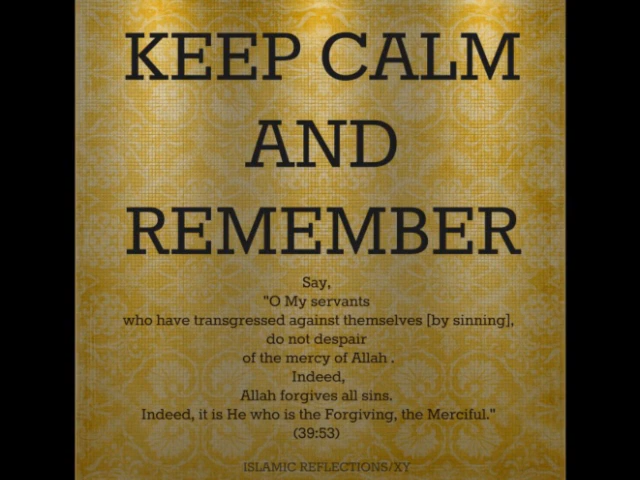 KEEP CALM
AND
REMEMBER
Say,
"O My servants
who have transgressed against themselves [by sinning],
do not despair
of the mercy of Allah .
Indeed,
Allah forgives all sins.
Indeed, it is He who is the Forgiving, the Merciful."
(39:53)
ISLAMIC REFLECTIONS/XY